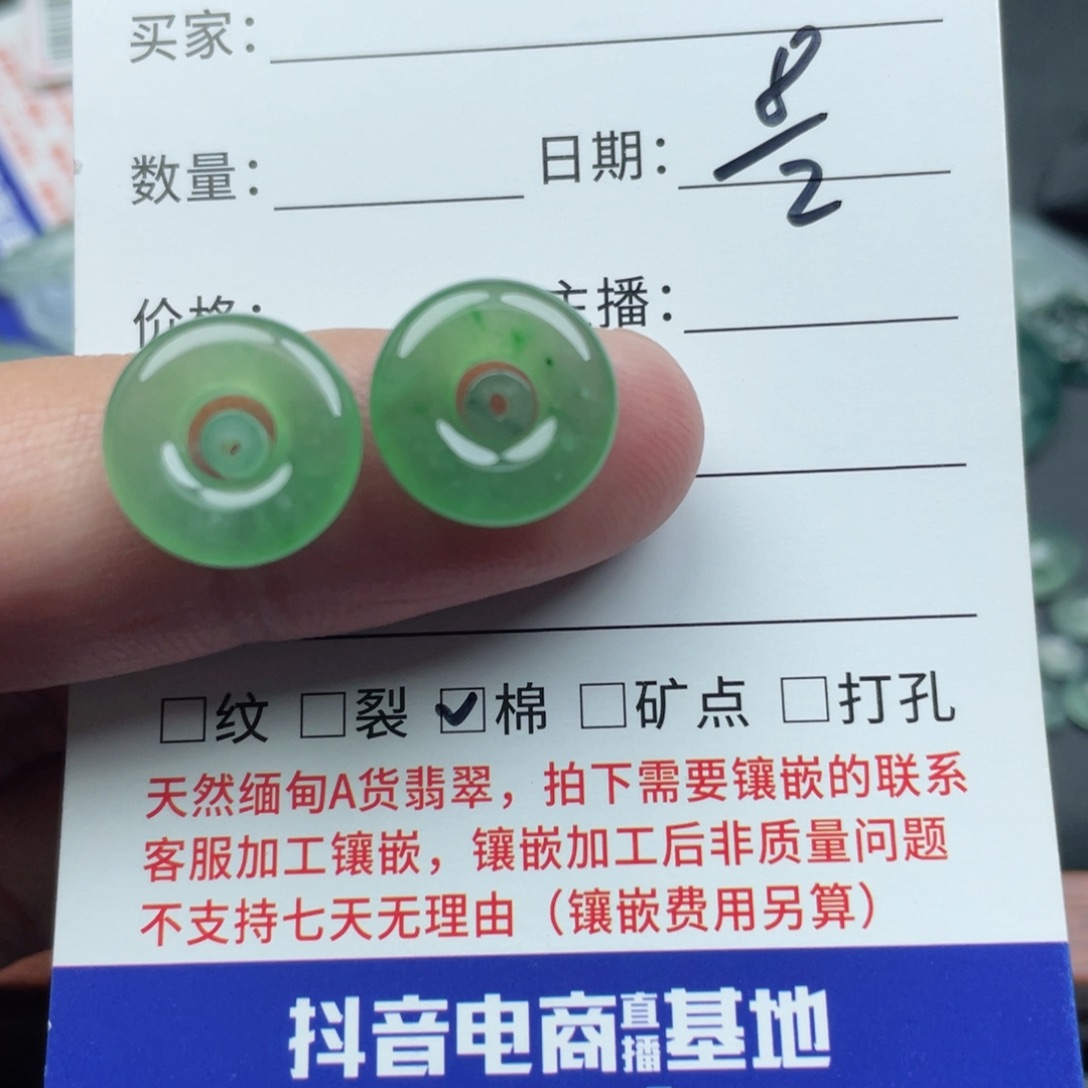 买家：
数量： 日期：8/2
价格： 主播：
□纹 □裂 ☑棉 □矿点 □打孔
天然缅甸A货翡翠，拍下需要镶嵌的联系
客服加工镶嵌，镶嵌加工后非质量问题
不支持七天无理由（镶嵌费用另算）
抖音电商直播基地